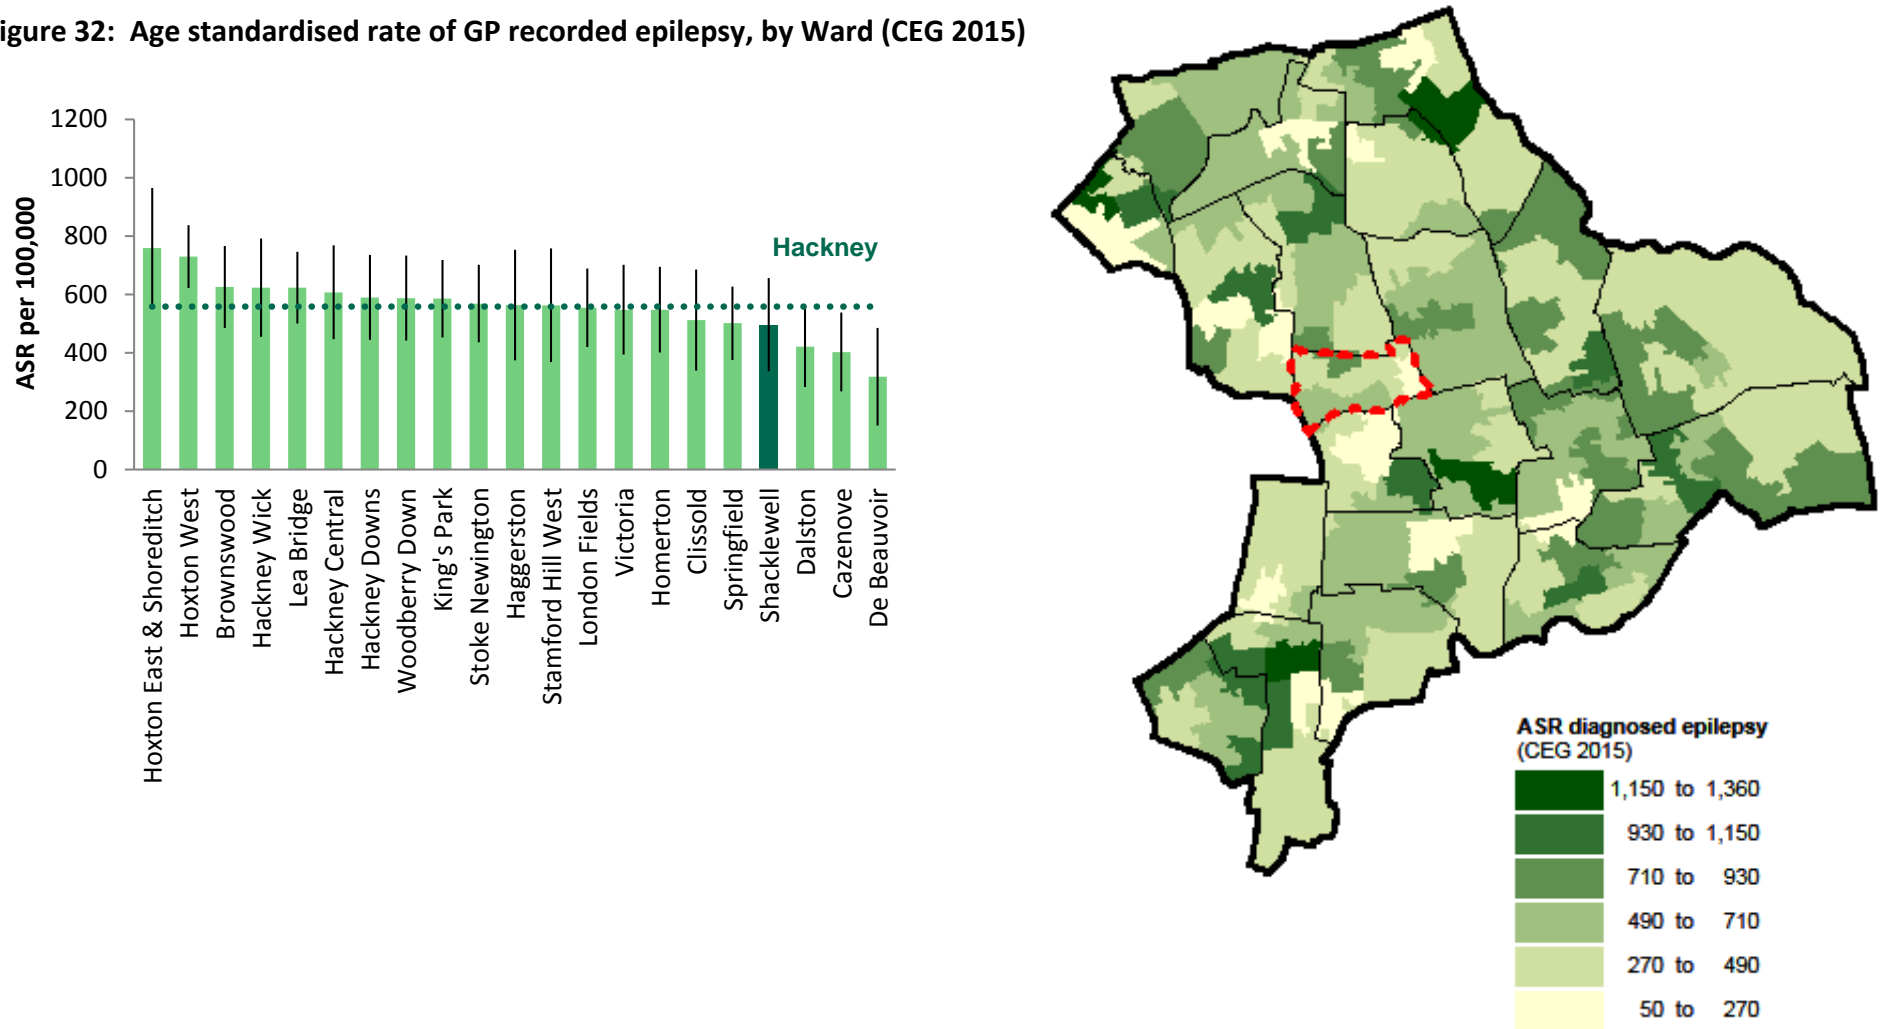 igure 32: Age standardised rate of GP recorded epilepsy, by Ward (CEG 2015)
ASR per 100,000
1200
1000
800
600
400
200
0
Hackney
Hoxton East & Shoreditch
Hoxton West
Brownswood
Hackney Wick
Lea Bridge
Hackney Central
Hackney Downs
Woodberry Down
King's Park
Stoke Newington
Haggerston
Stamford Hill West
London Fields
Victoria
Homerton
Clissold
Springfield
Shacklewell
Dalston
Cazenove
De Beauvoir
ASR diagnosed epilepsy
(CEG 2015)
1,150 to 1,360
930 to 1,150
710 to 930
490 to 710
270 to 490
50 to 270